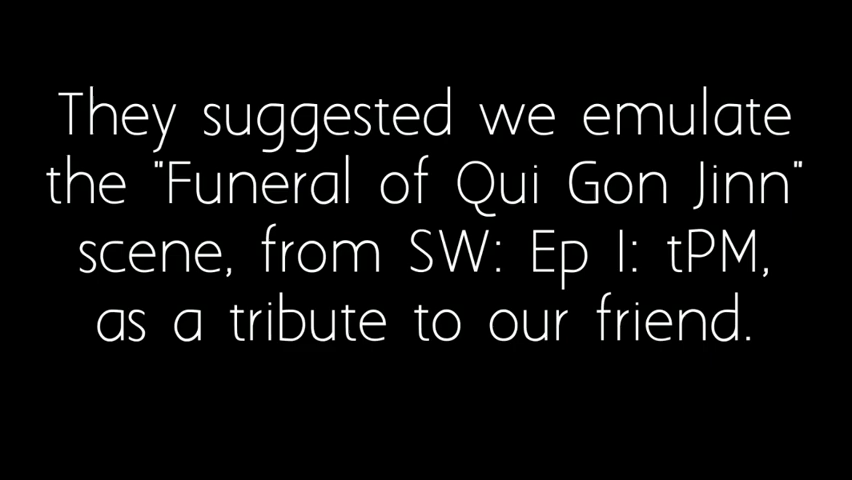 They suggested we emulate
the "Funeral of Qui Gon Jinn"
scene, from SW: Ep I: tPM,
as a tribute to our friend.